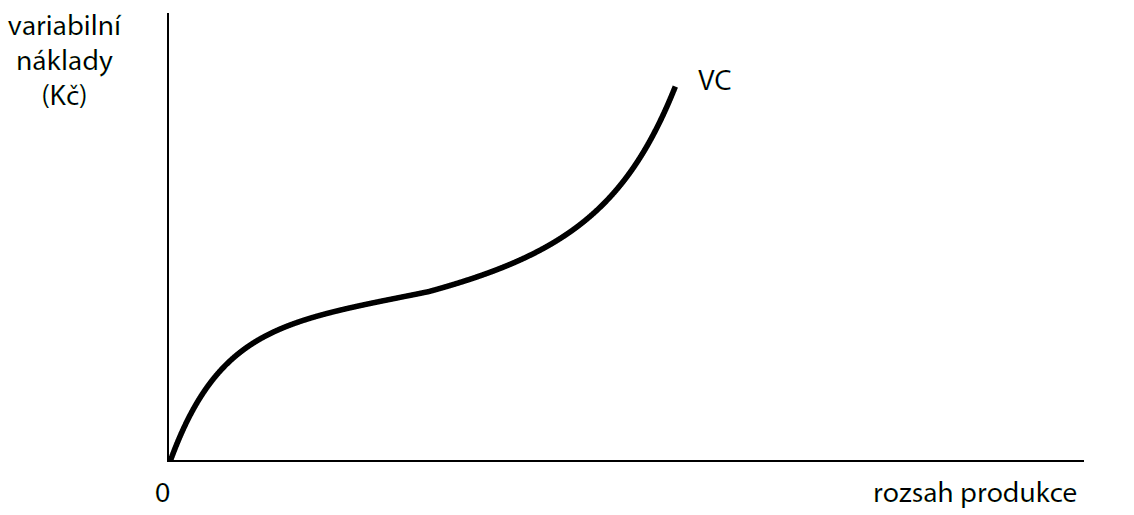 variabilní
náklady
(Kč)
VC
0
rozsah produkce